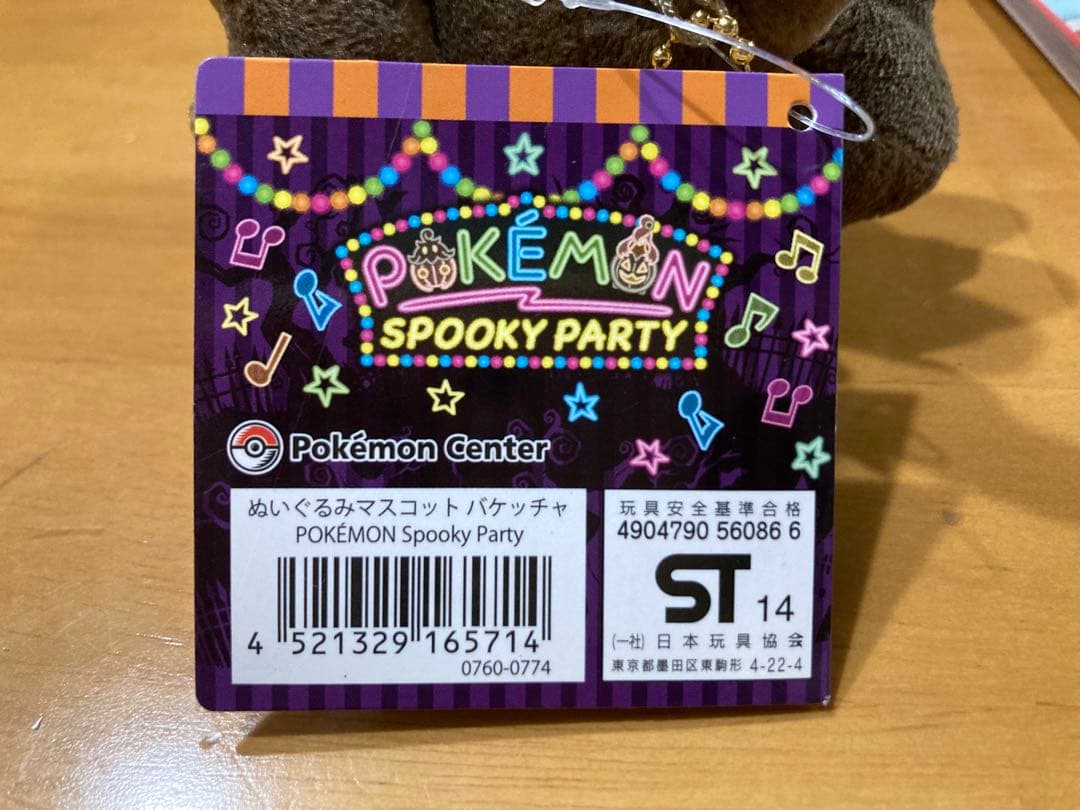 POKÉMON
SPOOKY PARTY
Pokémon Center
ぬいぐるみマスコット バケッチャ
POKÉMON Spooky Party
4 521329 165714
0760-0774
玩具安全基準合格
4904790 56086 6
ST 14
(一社) 日本玩具協会
東京都墨田区東駒形 4-22-4